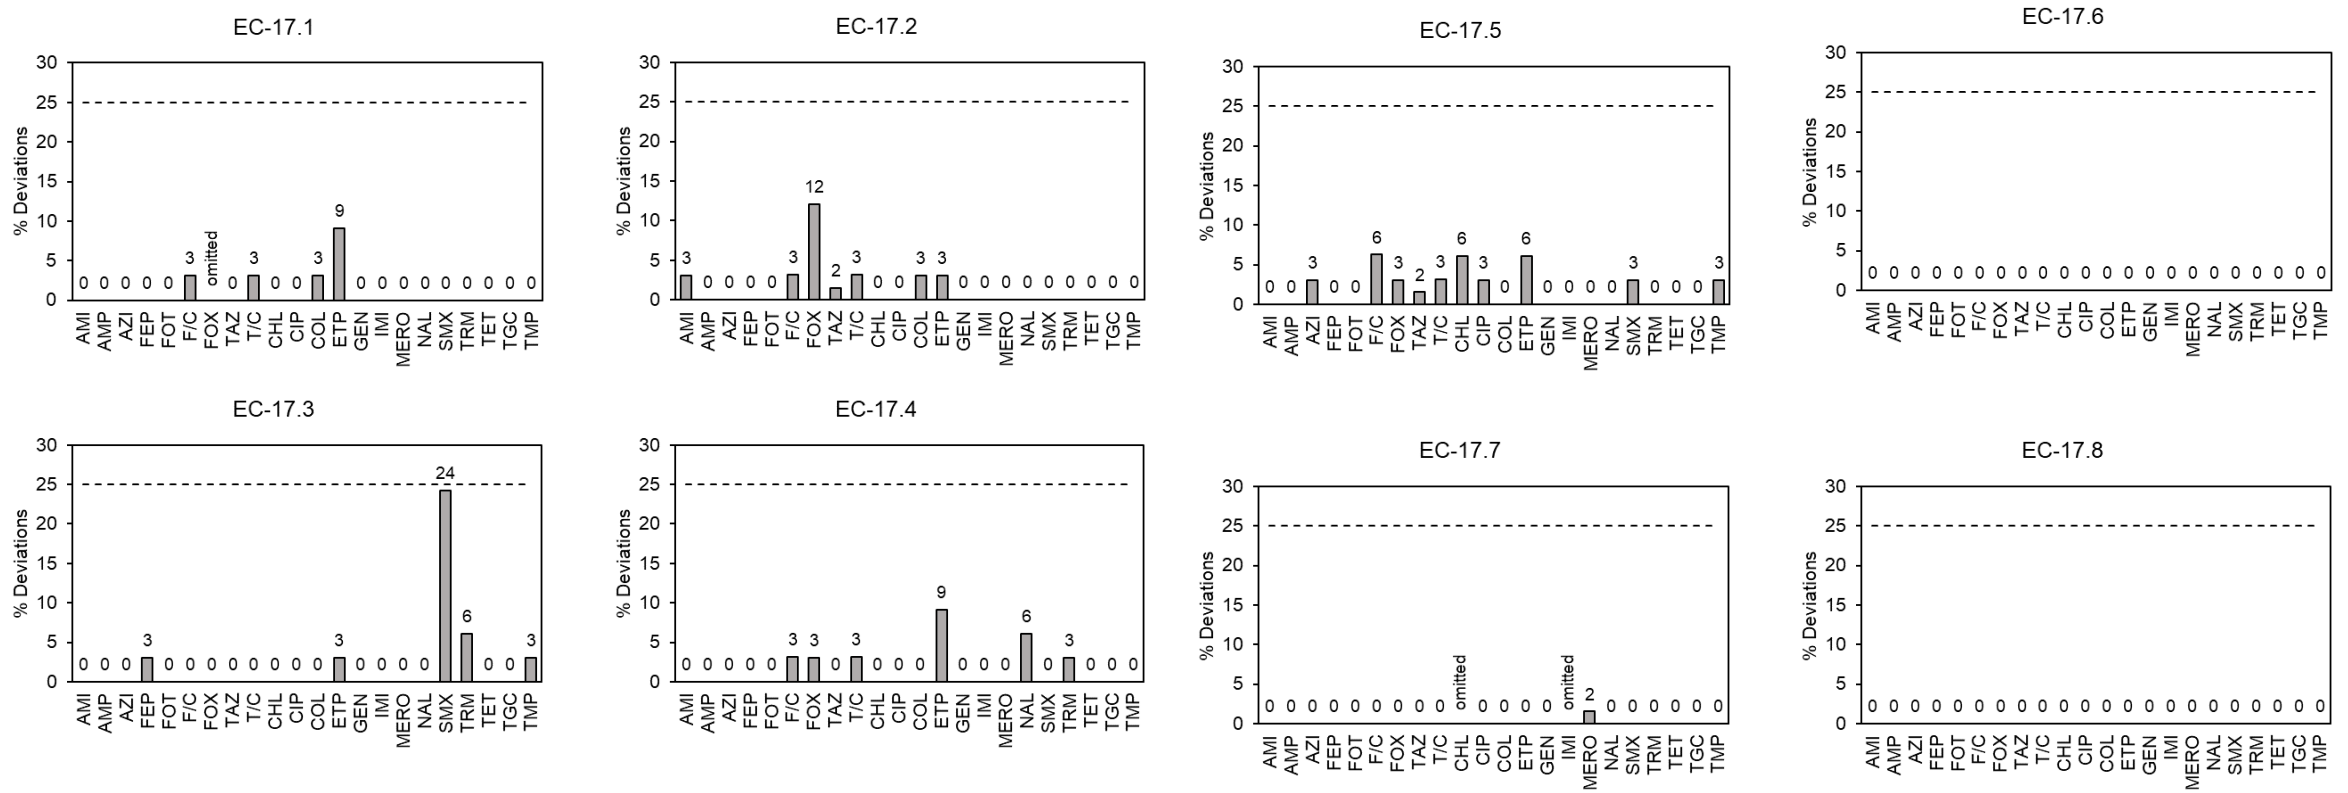 EC-17.1
% Deviations
30
25
20
15
10
5
0
0 0 0 0 0 3 omitted 0 3 0 0 3 9 0 0 0 0 0 0 0 0 0
AMI AMP AZI FEP FOT F/C FOX TAZ T/C CHL CIP COL ETP GEN IMI MERO NAL SMX TRM TET TGC TMP
EC-17.2
% Deviations
30
25
20
15
10
5
0
3 0 0 0 0 3 12 2 3 0 0 3 3 0 0 0 0 0 0 0 0 0
AMI AMP AZI FEP FOT F/C FOX TAZ T/C CHL CIP COL ETP GEN IMI MERO NAL SMX TRM TET TGC TMP
EC-17.5
% Deviations
30
25
20
15
10
5
0
0 0 3 0 0 6 3 2 3 6 3 0 6 0 0 0 0 3 0 0 0 3
AMI AMP AZI FEP FOT F/C FOX TAZ T/C CHL CIP COL ETP GEN IMI MERO NAL SMX TRM TET TGC TMP
EC-17.6
% Deviations
30
25
20
15
10
5
0
0 0 0 0 0 0 0 0 0 0 0 0 0 0 0 0 0 0 0 0 0 0
AMI AMP AZI FEP FOT F/C FOX TAZ T/C CHL CIP COL ETP GEN IMI MERO NAL SMX TRM TET TGC TMP
EC-17.3
% Deviations
30
25
20
15
10
5
0
0 0 0 3 0 0 0 0 0 0 0 0 3 0 0 0 0 24 6 0 0 3
AMI AMP AZI FEP FOT F/C FOX TAZ T/C CHL CIP COL ETP GEN IMI MERO NAL SMX TRM TET TGC TMP
EC-17.4
% Deviations
30
25
20
15
10
5
0
0 0 0 0 0 3 3 0 3 0 0 0 9 0 0 0 6 0 3 0 0 0
AMI AMP AZI FEP FOT F/C FOX TAZ T/C CHL CIP COL ETP GEN IMI MERO NAL SMX TRM TET TGC TMP
EC-17.7
% Deviations
30
25
20
15
10
5
0
0 0 0 0 0 0 0 0 0 omitted 0 0 0 0 omitted 2 0 0 0 0 0 0
AMI AMP AZI FEP FOT F/C FOX TAZ T/C CHL CIP COL ETP GEN IMI MERO NAL SMX TRM TET TGC TMP
EC-17.8
% Deviations
30
25
20
15
10
5
0
0 0 0 0 0 0 0 0 0 0 0 0 0 0 0 0 0 0 0 0 0 0
AMI AMP AZI FEP FOT F/C FOX TAZ T/C CHL CIP COL ETP GEN IMI MERO NAL SMX TRM TET TGC TMP